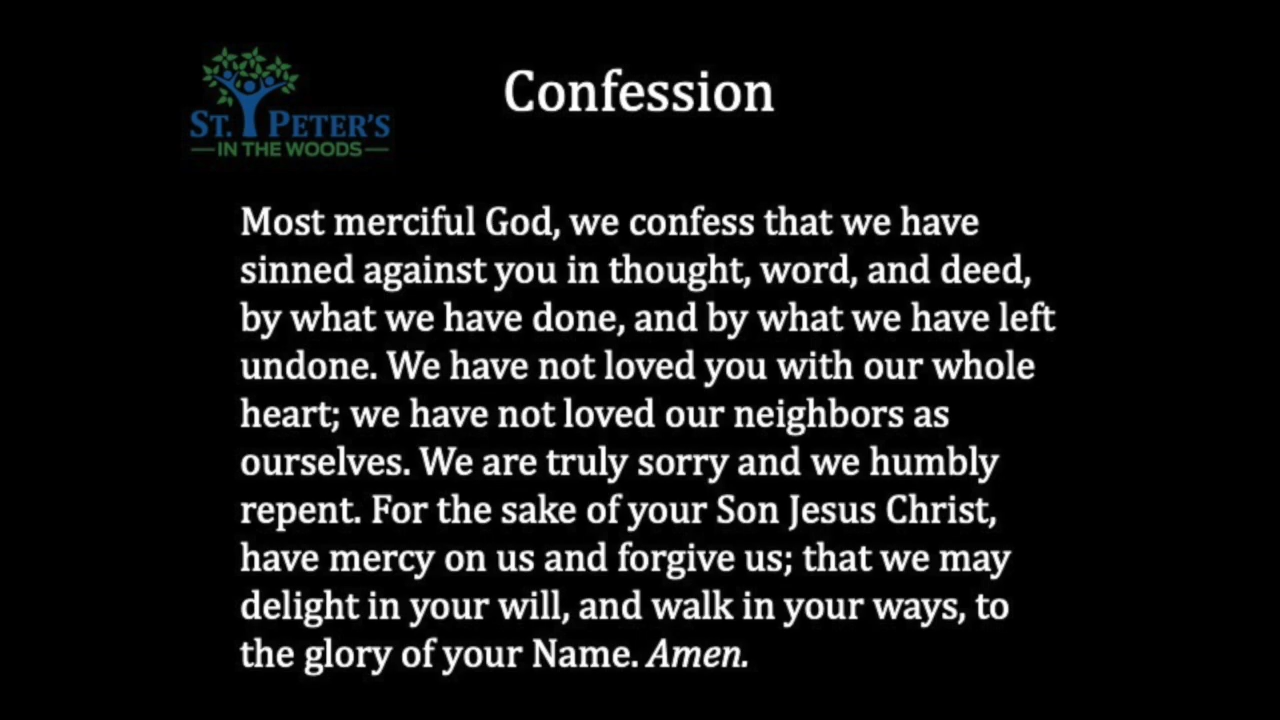 Confession
ST. PETER'S
IN THE WOODS
Most merciful God, we confess that we have
sinned against you in thought, word, and deed,
by what we have done, and by what we have left
undone. We have not loved you with our whole
heart; we have not loved our neighbors as
ourselves. We are truly sorry and we humbly
repent. For the sake of your Son Jesus Christ,
have mercy on us and forgive us; that we may
delight in your will, and walk in your ways, to
the glory of your Name. Amen.